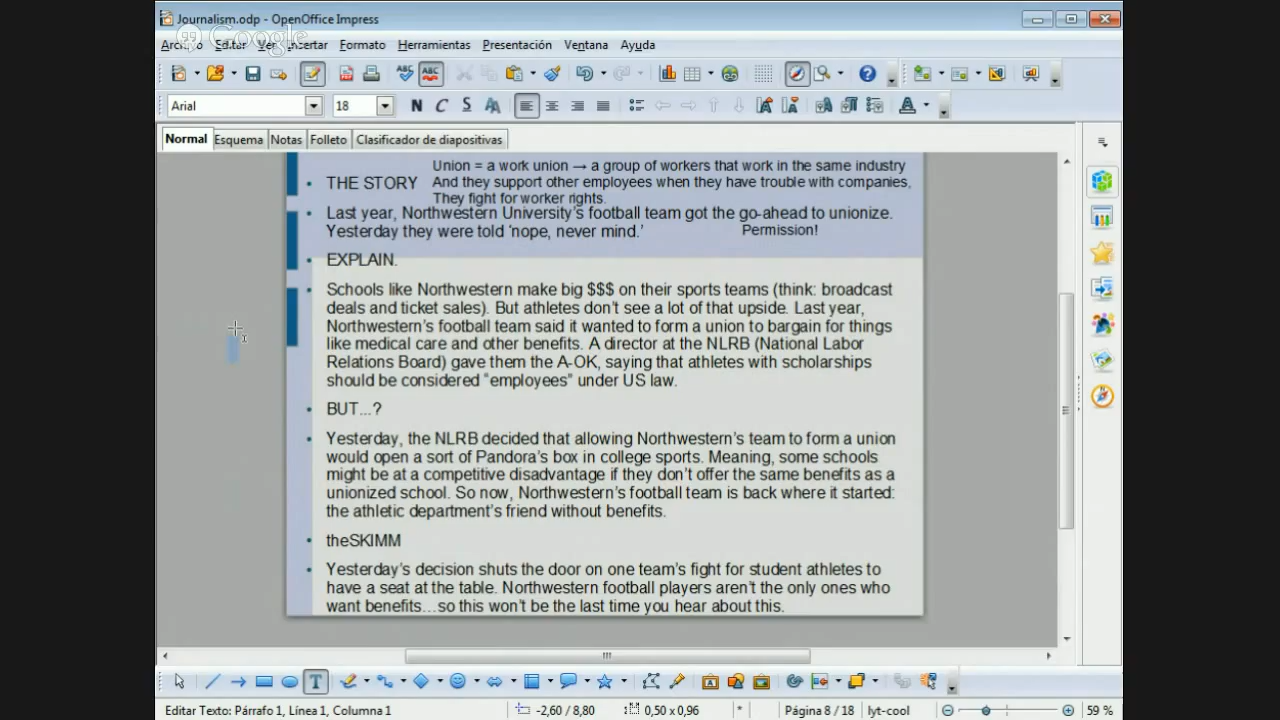 Journalism.odp - OpenOffice Impress
Google
Archivo Editar Ver Insertar Formato Herramientas Presentación Ventana Ayuda
Arial 18 N C S
Normal Esquema Notas Folleto Clasificador de diapositivas
Union = a work union → a group of workers that work in the same industry
THE STORY And they support other employees when they have trouble with companies,
They fight for worker rights.
Last year, Northwestern University's football team got the go-ahead to unionize.
Yesterday they were told 'nope, never mind.' Permission!
EXPLAIN.
Schools like Northwestern make big $$$ on their sports teams (think: broadcast
deals and ticket sales). But athletes don't see a lot of that upside. Last year,
Northwestern's football team said it wanted to form a union to bargain for things
like medical care and other benefits. A director at the NLRB (National Labor
Relations Board) gave them the A-OK, saying that athletes with scholarships
should be considered "employees" under US law.
BUT...?
Yesterday, the NLRB decided that allowing Northwestern's team to form a union
would open a sort of Pandora's box in college sports. Meaning, some schools
might be at a competitive disadvantage if they don't offer the same benefits as a
unionized school. So now, Northwestern's football team is back where it started:
the athletic department's friend without benefits.
theSKIMM
Yesterday's decision shuts the door on one team's fight for student athletes to
have a seat at the table. Northwestern football players aren't the only ones who
want benefits...so this won't be the last time you hear about this.
Editar Texto: Párrafo 1, Línea 1, Columna 1 -2,60 / 8,80 0,50 x 0,96 * Página 8 / 18 lyt-cool 59 %